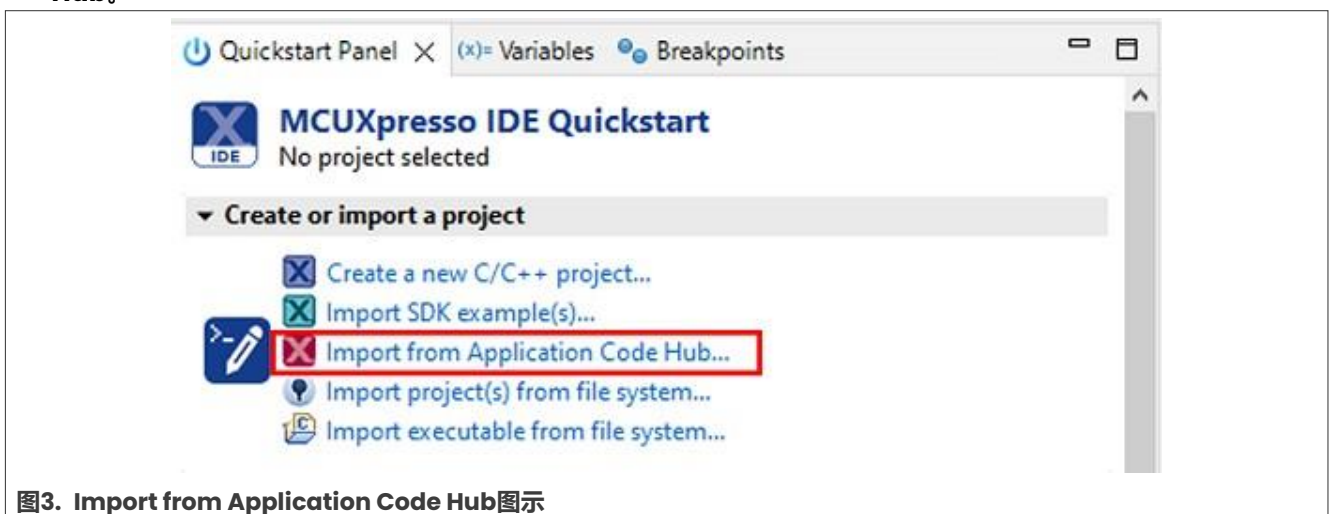 Quickstart Panel (x)= Variables Breakpoints
MCUXpresso IDE Quickstart
IDE
No project selected
Create or import a project
Create a new C/C++ project...
Import SDK example(s)...
Import from Application Code Hub...
Import project(s) from file system...
Import executable from file system...
图3. Import from Application Code Hub图示